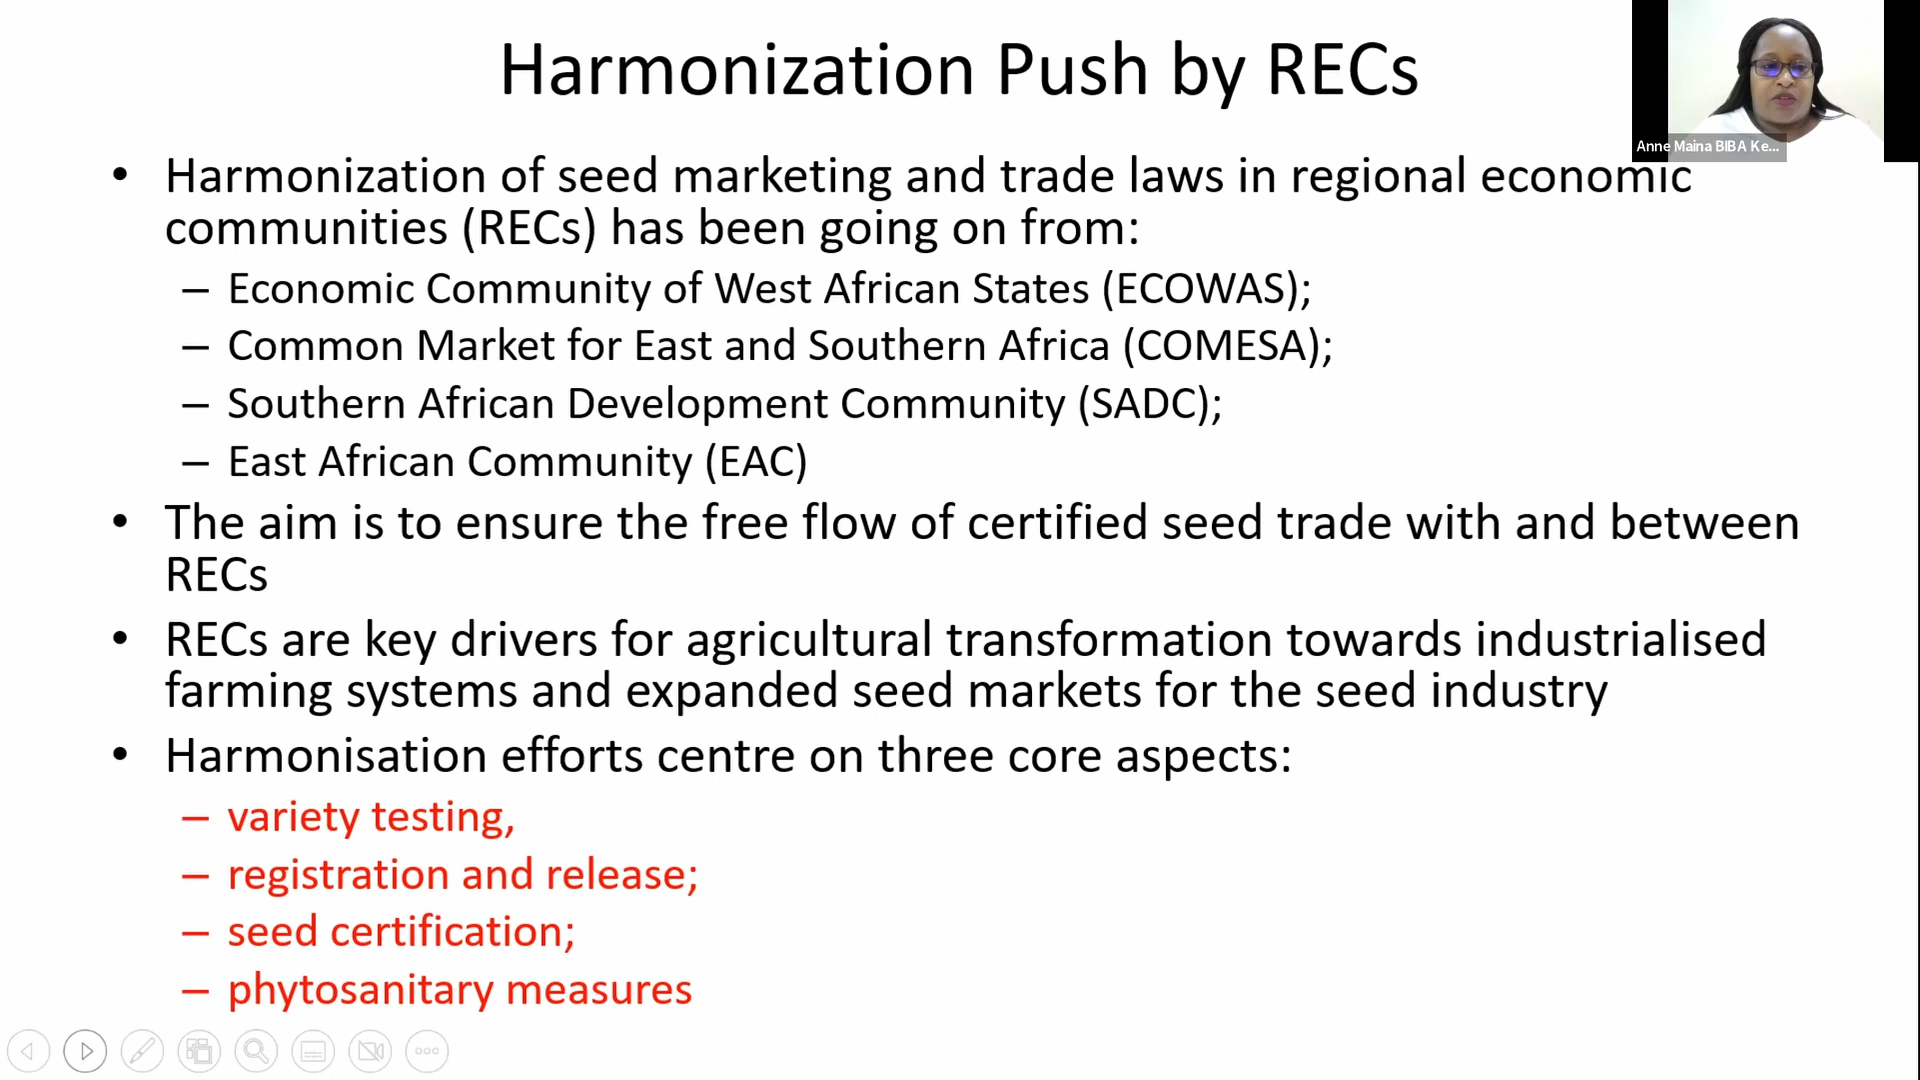 Harmonization Push by RECs
Anne Maina BIBA Ke...
• Harmonization of seed marketing and trade laws in regional economic
communities (RECs) has been going on from:
– Economic Community of West African States (ECOWAS);
– Common Market for East and Southern Africa (COMESA);
– Southern African Development Community (SADC);
– East African Community (EAC)
• The aim is to ensure the free flow of certified seed trade with and between
RECs
• RECs are key drivers for agricultural transformation towards industrialised
farming systems and expanded seed markets for the seed industry
• Harmonisation efforts centre on three core aspects:
– variety testing,
– registration and release;
– seed certification;
– phytosanitary measures